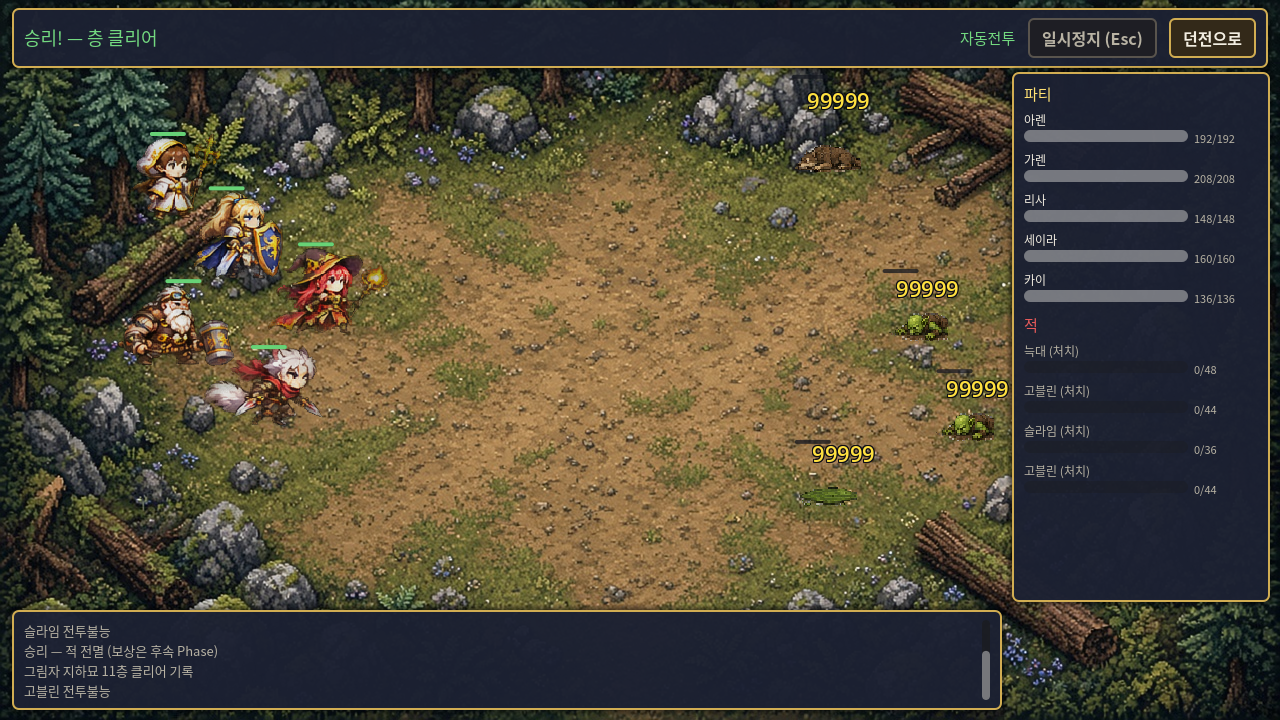 승리! — 층 클리어
자동전투
일시정지 (Esc)
던전으로
99999
99999
99999
99999
파티
아렌
192/192
가렌
208/208
리사
148/148
세이라
160/160
카이
136/136
적
늑대 (처치)
0/48
고블린 (처치)
0/44
슬라임 (처치)
0/36
고블린 (처치)
0/44
슬라임 전투불능
승리 — 적 전멸 (보상은 후속 Phase)
그림자 지하묘 11층 클리어 기록
고블린 전투불능